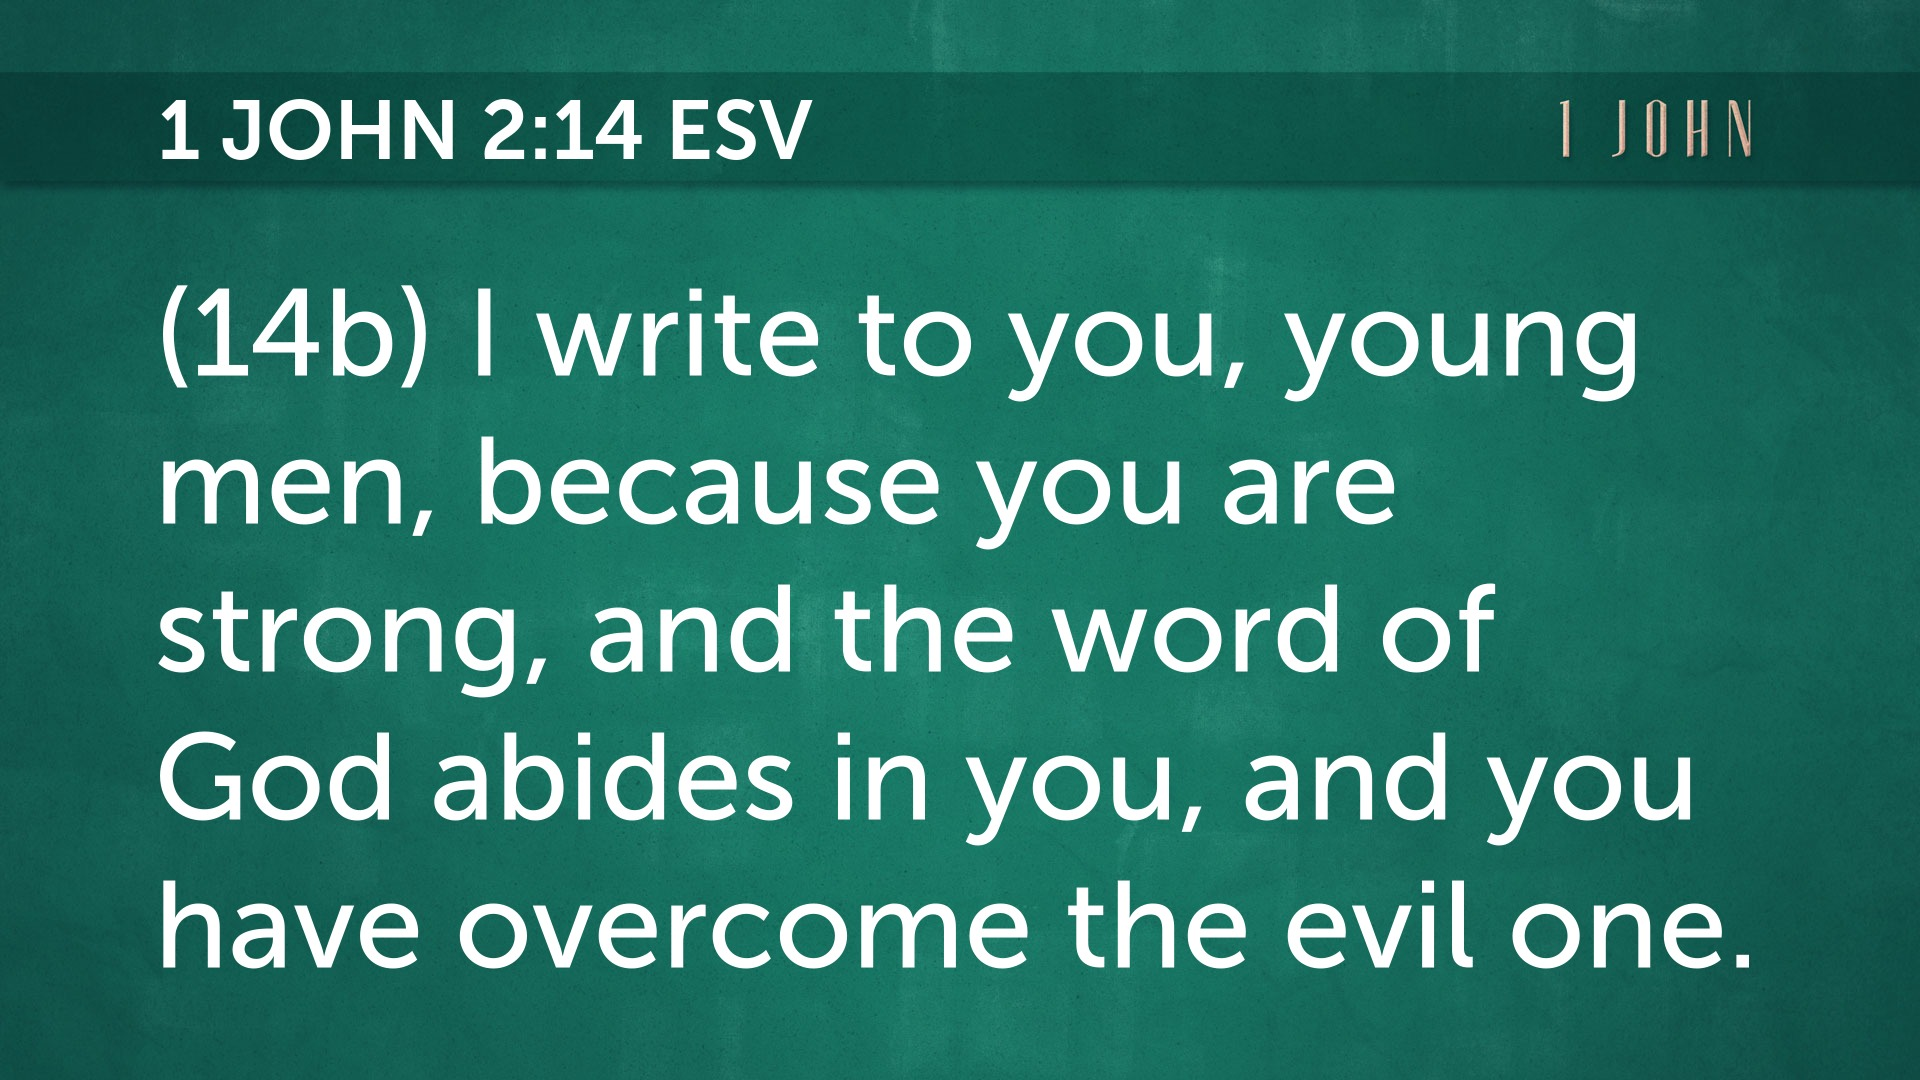 1 JOHN 2:14 ESV
1 JOHN
(14b) I write to you, young
men, because you are
strong, and the word of
God abides in you, and you
have overcome the evil one.